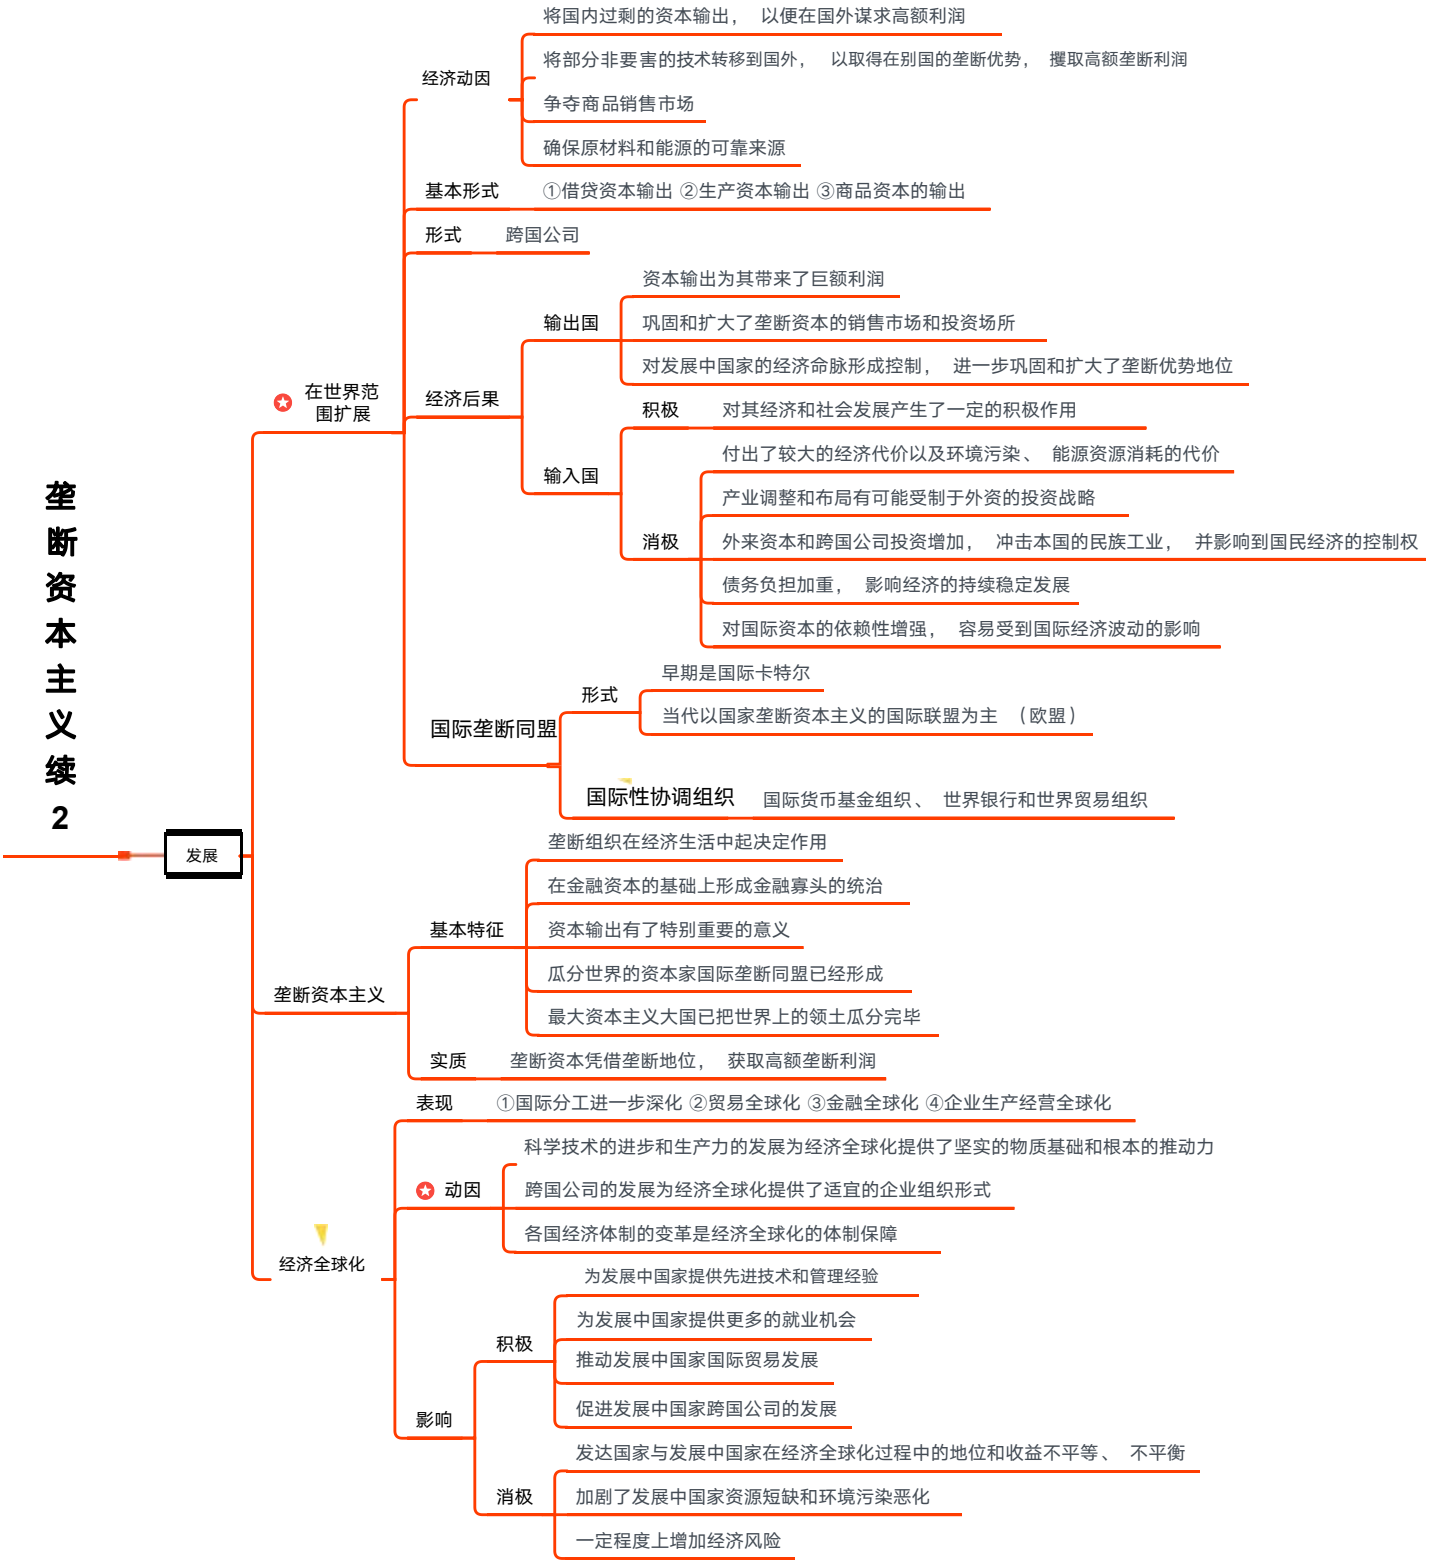 垄断资本主义续2
发展
在世界范
围扩展
经济动因
将国内过剩的资本输出， 以便在国外谋求高额利润
将部分非要害的技术转移到国外， 以取得在别国的垄断优势， 攫取高额垄断利润
争夺商品销售市场
确保原材料和能源的可靠来源
基本形式
①借贷资本输出 ②生产资本输出 ③商品资本的输出
形式
跨国公司
经济后果
输出国
资本输出为其带来了巨额利润
巩固和扩大了垄断资本的销售市场和投资场所
对发展中国家的经济命脉形成控制， 进一步巩固和扩大了垄断优势地位
输入国
积极
对其经济和社会发展产生了一定的积极作用
消极
付出了较大的经济代价以及环境污染、 能源资源消耗的代价
产业调整和布局有可能受制于外资的投资战略
外来资本和跨国公司投资增加， 冲击本国的民族工业， 并影响到国民经济的控制权
债务负担加重， 影响经济的持续稳定发展
对国际资本的依赖性增强， 容易受到国际经济波动的影响
国际垄断同盟
形式
早期是国际卡特尔
当代以国家垄断资本主义的国际联盟为主 （欧盟）
国际性协调组织
国际货币基金组织、 世界银行和世界贸易组织
垄断资本主义
基本特征
垄断组织在经济生活中起决定作用
在金融资本的基础上形成金融寡头的统治
资本输出有了特别重要的意义
瓜分世界的资本家国际垄断同盟已经形成
最大资本主义大国已把世界上的领土瓜分完毕
实质
垄断资本凭借垄断地位， 获取高额垄断利润
经济全球化
表现
①国际分工进一步深化 ②贸易全球化 ③金融全球化 ④企业生产经营全球化
动因
科学技术的进步和生产力的发展为经济全球化提供了坚实的物质基础和根本的推动力
跨国公司的发展为经济全球化提供了适宜的企业组织形式
各国经济体制的变革是经济全球化的体制保障
影响
积极
为发展中国家提供先进技术和管理经验
为发展中国家提供更多的就业机会
推动发展中国家国际贸易发展
促进发展中国家跨国公司的发展
消极
发达国家与发展中国家在经济全球化过程中的地位和收益不平等、 不平衡
加剧了发展中国家资源短缺和环境污染恶化
一定程度上增加经济风险